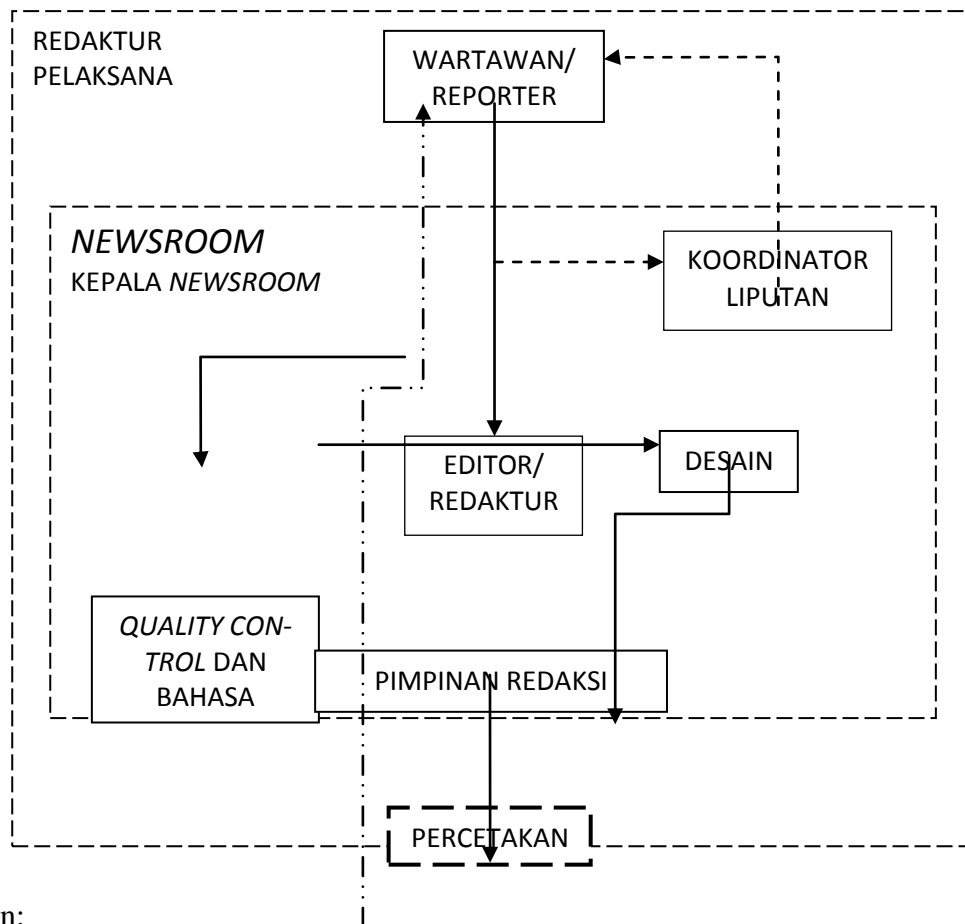 REDAKTUR
PELAKSANA
WARTAWAN/
REPORTER
NEWSROOM
KEPALA NEWSROOM
KOORDINATOR
LIPUTAN
EDITOR/
REDAKTUR
DESAIN
QUALITY CON-
TROL DAN
BAHASA
PIMPINAN REDAKSI
PERCETAKAN
n: